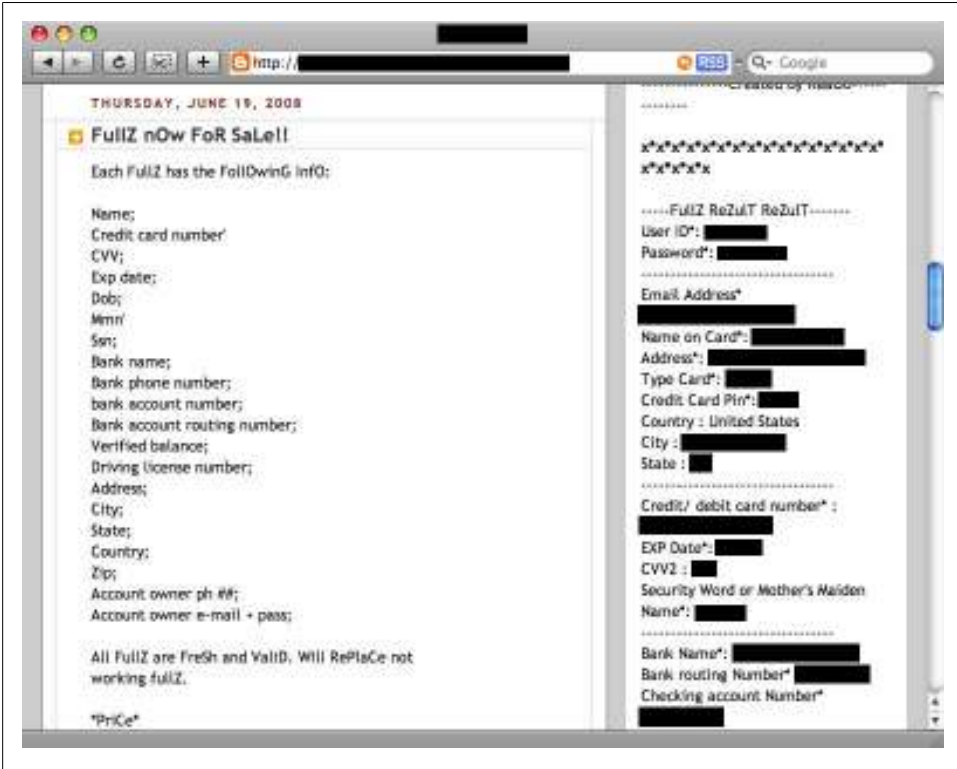 http://
RSS
Google
THURSDAY, JUNE 19, 2008
FullZ nOw FoR SaLe!!
Each FullZ has the FollOwinG InfO:
Name;
Credit card number'
CVV;
Exp date;
Dob;
Mmn'
Ssn;
Bank name;
Bank phone number;
bank account number;
Bank account routing number;
Verified balance;
Driving license number;
Address;
City;
State;
Country;
Zip;
Account owner ph ##;
Account owner e-mail + pass;
All FullZ are FreSh and ValiD. Will RePlaCe not
working fullZ.
*PriCe*
---------------Created by
--------
x*x*x*x*x*x*x*x*x*x*x*x*x*x*x*x*
x*x*x*x*x
-----FullZ ReZulT ReZulT-------
User ID*:
Password*:
---------------------------------
Email Address*
Name on Card*:
Address*:
Type Card*:
Credit Card Pin*:
Country : United States
City :
State :
---------------------------------
Credit/ debit card number* :
EXP Date*:
CVV2 :
Security Word or Mother's Maiden
Name*:
---------------------------------
Bank Name*:
Bank routing Number*
Checking account Number*